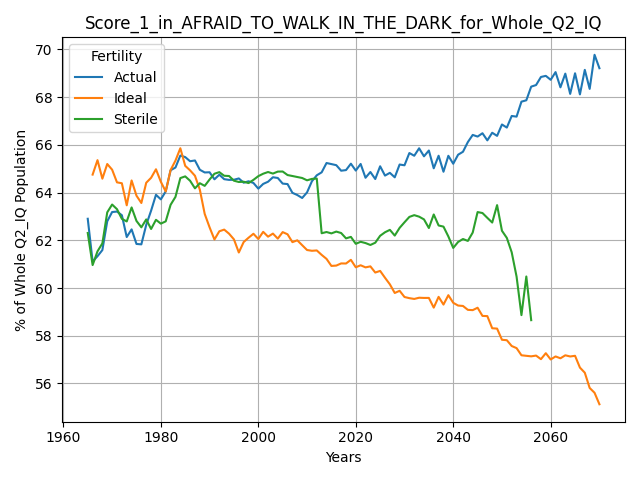 Score_1_in_AFRAID_TO_WALK_IN_THE_DARK_for_Whole_Q2_IQ
Fertility
Actual
Ideal
Sterile
% of Whole Q2_IQ Population
70
68
66
64
62
60
58
56
1960
1980
2000
2020
2040
2060
Years